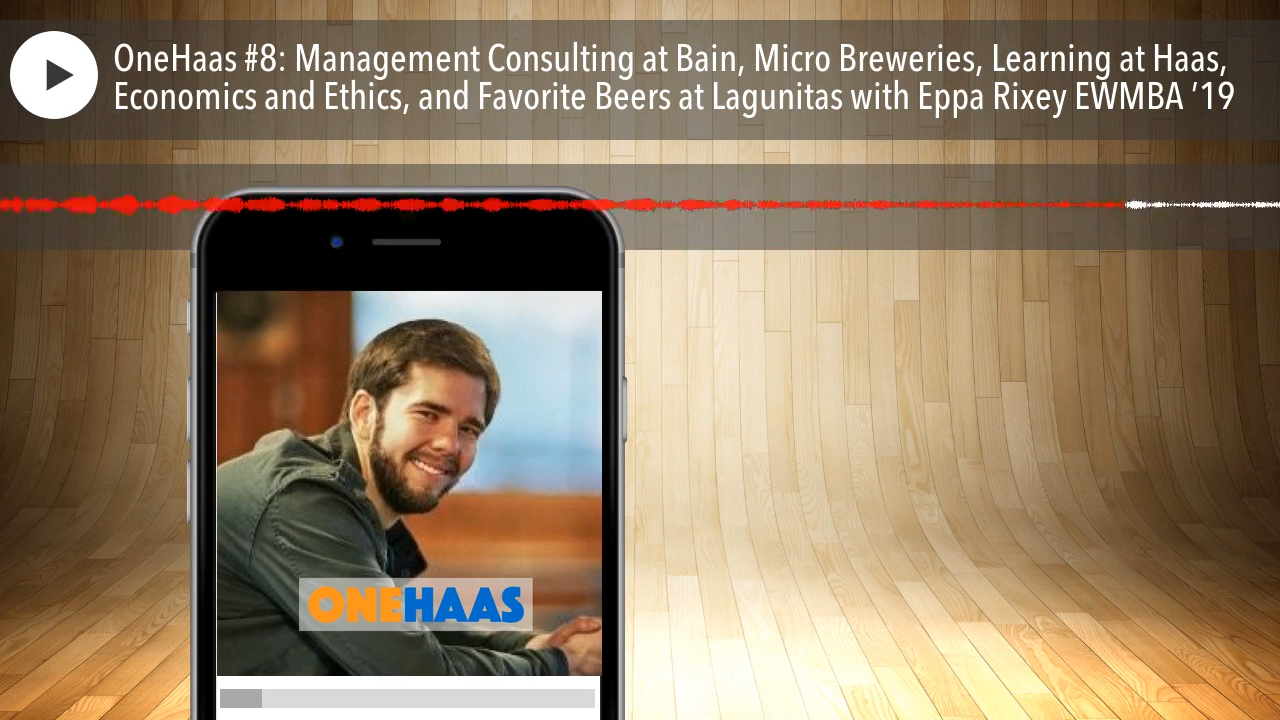 OneHaas #8: Management Consulting at Bain, Micro Breweries, Learning at Haas,
Economics and Ethics, and Favorite Beers at Lagunitas with Eppa Rixey EWMBA ’19
ONEHAAS